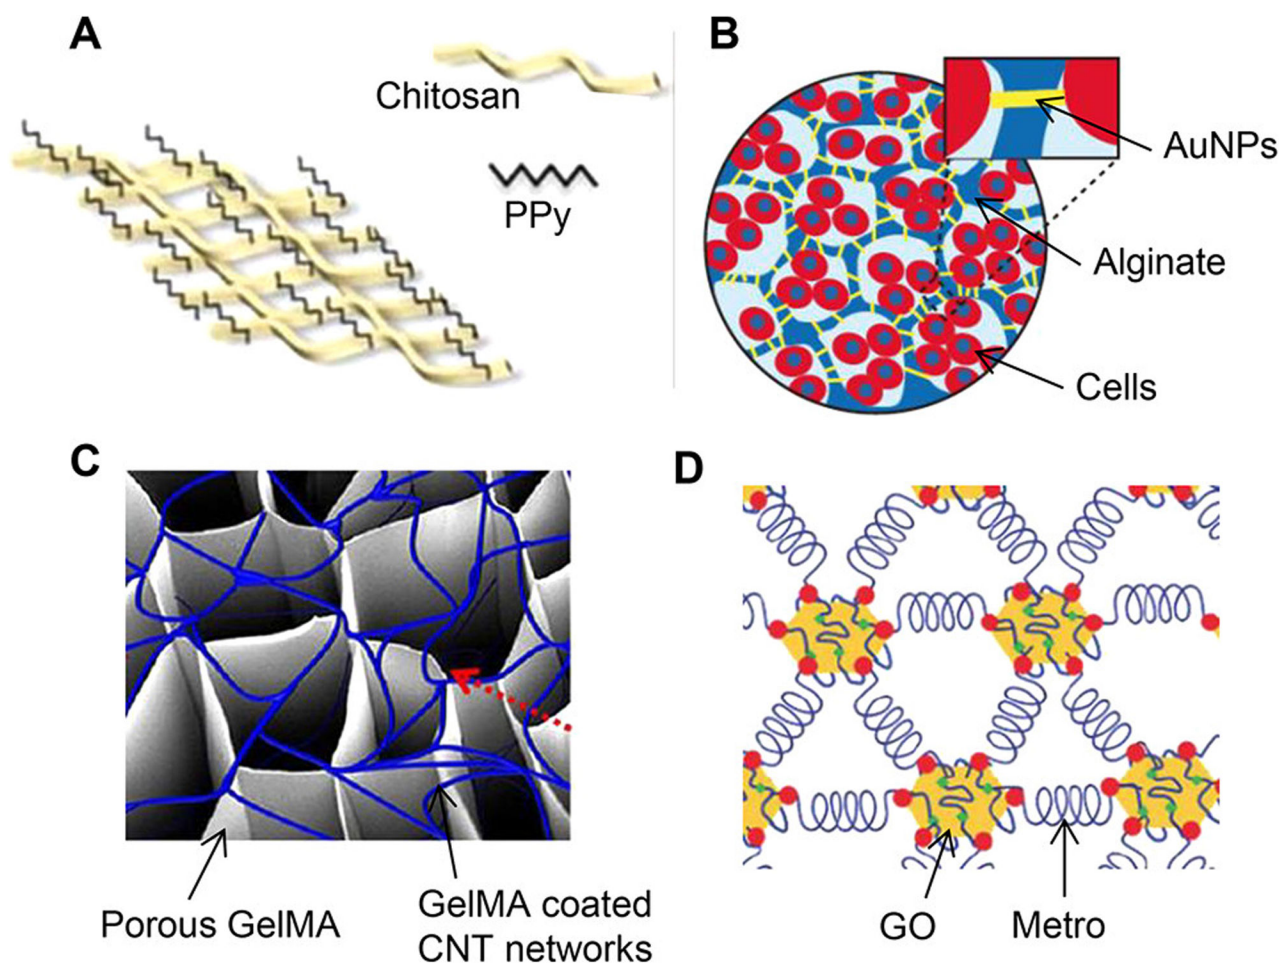 A
Chitosan
PPy
B
AuNPs
Alginate
Cells
C
Porous GelMA
GelMA coated
CNT networks
D
GO
Metro